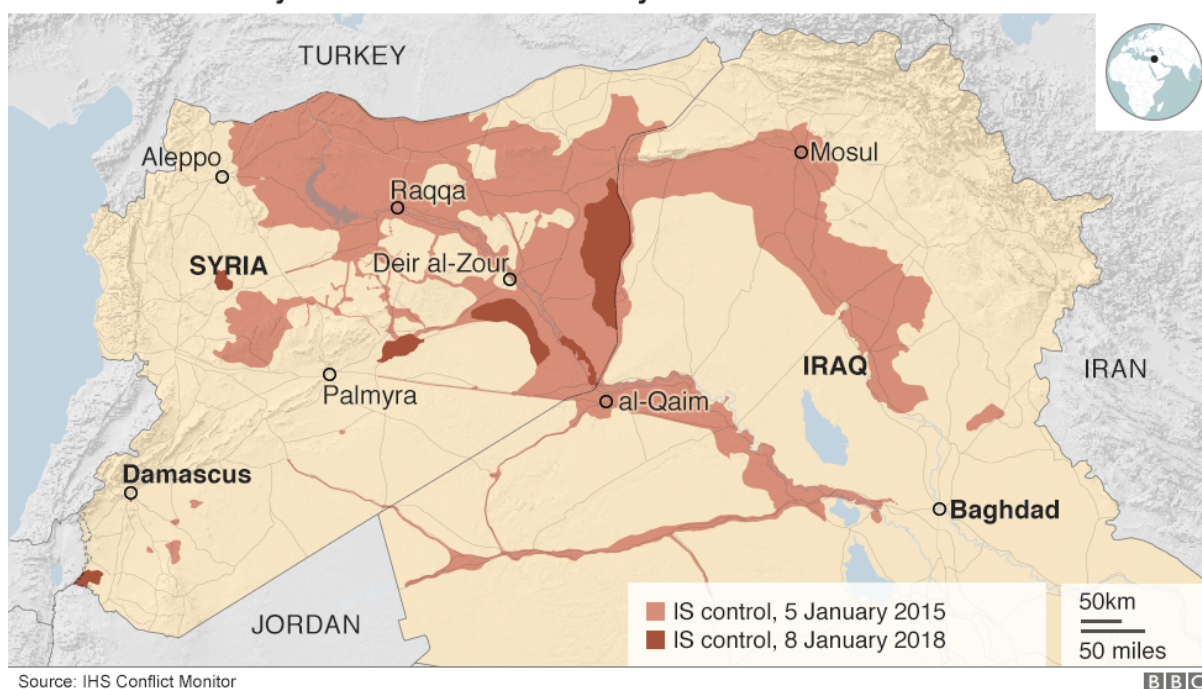 TURKEY
Aleppo
Mosul
Raqqa
SYRIA
Deir al-Zour
IRAQ
IRAN
Palmyra
al-Qaim
Damascus
Baghdad
JORDAN
IS control, 5 January 2015
IS control, 8 January 2018
50km
50 miles
Source: IHS Conflict Monitor
BBC